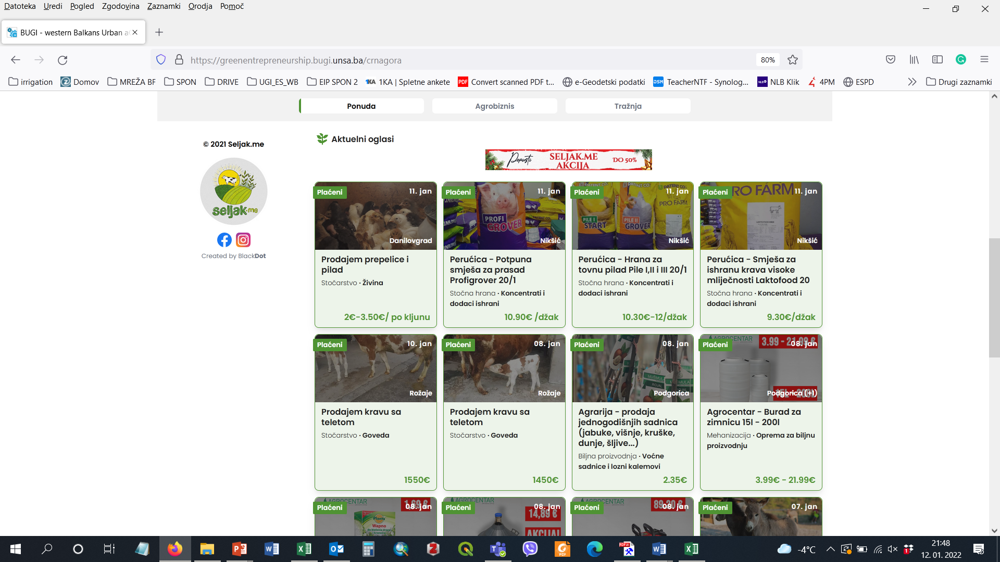 Datoteka Uredi Pogled Zgodovina Zaznamki Orodja Pomoč
BUGI - western Balkans Urban a
https://greenentrepreneurship.bugi.unsa.ba/crnagora 80%
irrigation Domov MREŽA BF SPON DRIVE UGI_ES_WB EIP SPON 2 1KA | Spletne ankete Convert scanned PDF t... e-Geodetski podatki TeacherNTF - Synolog... NLB Klik 4PM ESPD Drugi zaznamki
Ponuda Agrobiznis Tražnja
© 2021 Seljak.me
seljak.me
Created by BlackDot
Aktuelni oglasi
Popusti SELJAK.ME AKCIJA DO 50%
Plaćeni 11. jan
Danilovgrad
Prodajem prepelice i
pilad
Stočarstvo · Živina
2€-3.50€/ po kljunu
Plaćeni 11. jan
PROFI
GROVER
Nikšić
Perućica - Potpuna
smješa za prasad
Profigrover 20/1
Stočna hrana · Koncentrati i
dodaci ishrani
10.90€ /džak
Plaćeni 11. jan
PATENT CO.
PRO FARM
PILE I
START
PILE II
GROVER
Nikšić
Perućica - Hrana za
tovnu pilad Pile I,II i III 20/1
Stočna hrana · Koncentrati i
dodaci ishrani
10.30€-12/džak
Plaćeni 11. jan
PRO FARM
Nikšić
Perućica - Smješa za
ishranu krava visoke
mliječnosti Laktofood 20
Stočna hrana · Koncentrati i
dodaci ishrani
9.30€/džak
Plaćeni 10. jan
Rožaje
Prodajem kravu sa
teletom
Stočarstvo · Goveda
1550€
Plaćeni 08. jan
Rožaje
Prodajem kravu sa
teletom
Stočarstvo · Goveda
1450€
Plaćeni 08. jan
Podgorica
Agrarija - prodaja
jednogodišnjih sadnica
(jabuke, višnje, kruške,
dunje, šljive...)
Biljna proizvodnja · Voćne
sadnice i lozni kalemovi
2.35€
AGROCENTAR 3.99 - 21.99 €
Plaćeni 08. jan
Podgorica (+1)
Agrocentar - Burad za
zimnicu 15l - 200l
Mehanizacija · Oprema za biljnu
proizvodnju
3.99€ - 21.99€
AGROCENTAR 1,69 €
Plaćeni 08. jan
Planta
Wapno
AGROCENTAR
Plaćeni 08. jan
14,89 €
AKCIJA!
AGROCENTAR
Plaćeni 08. jan
Plaćeni 07. jan
-4°C
21:48
12. 01. 2022